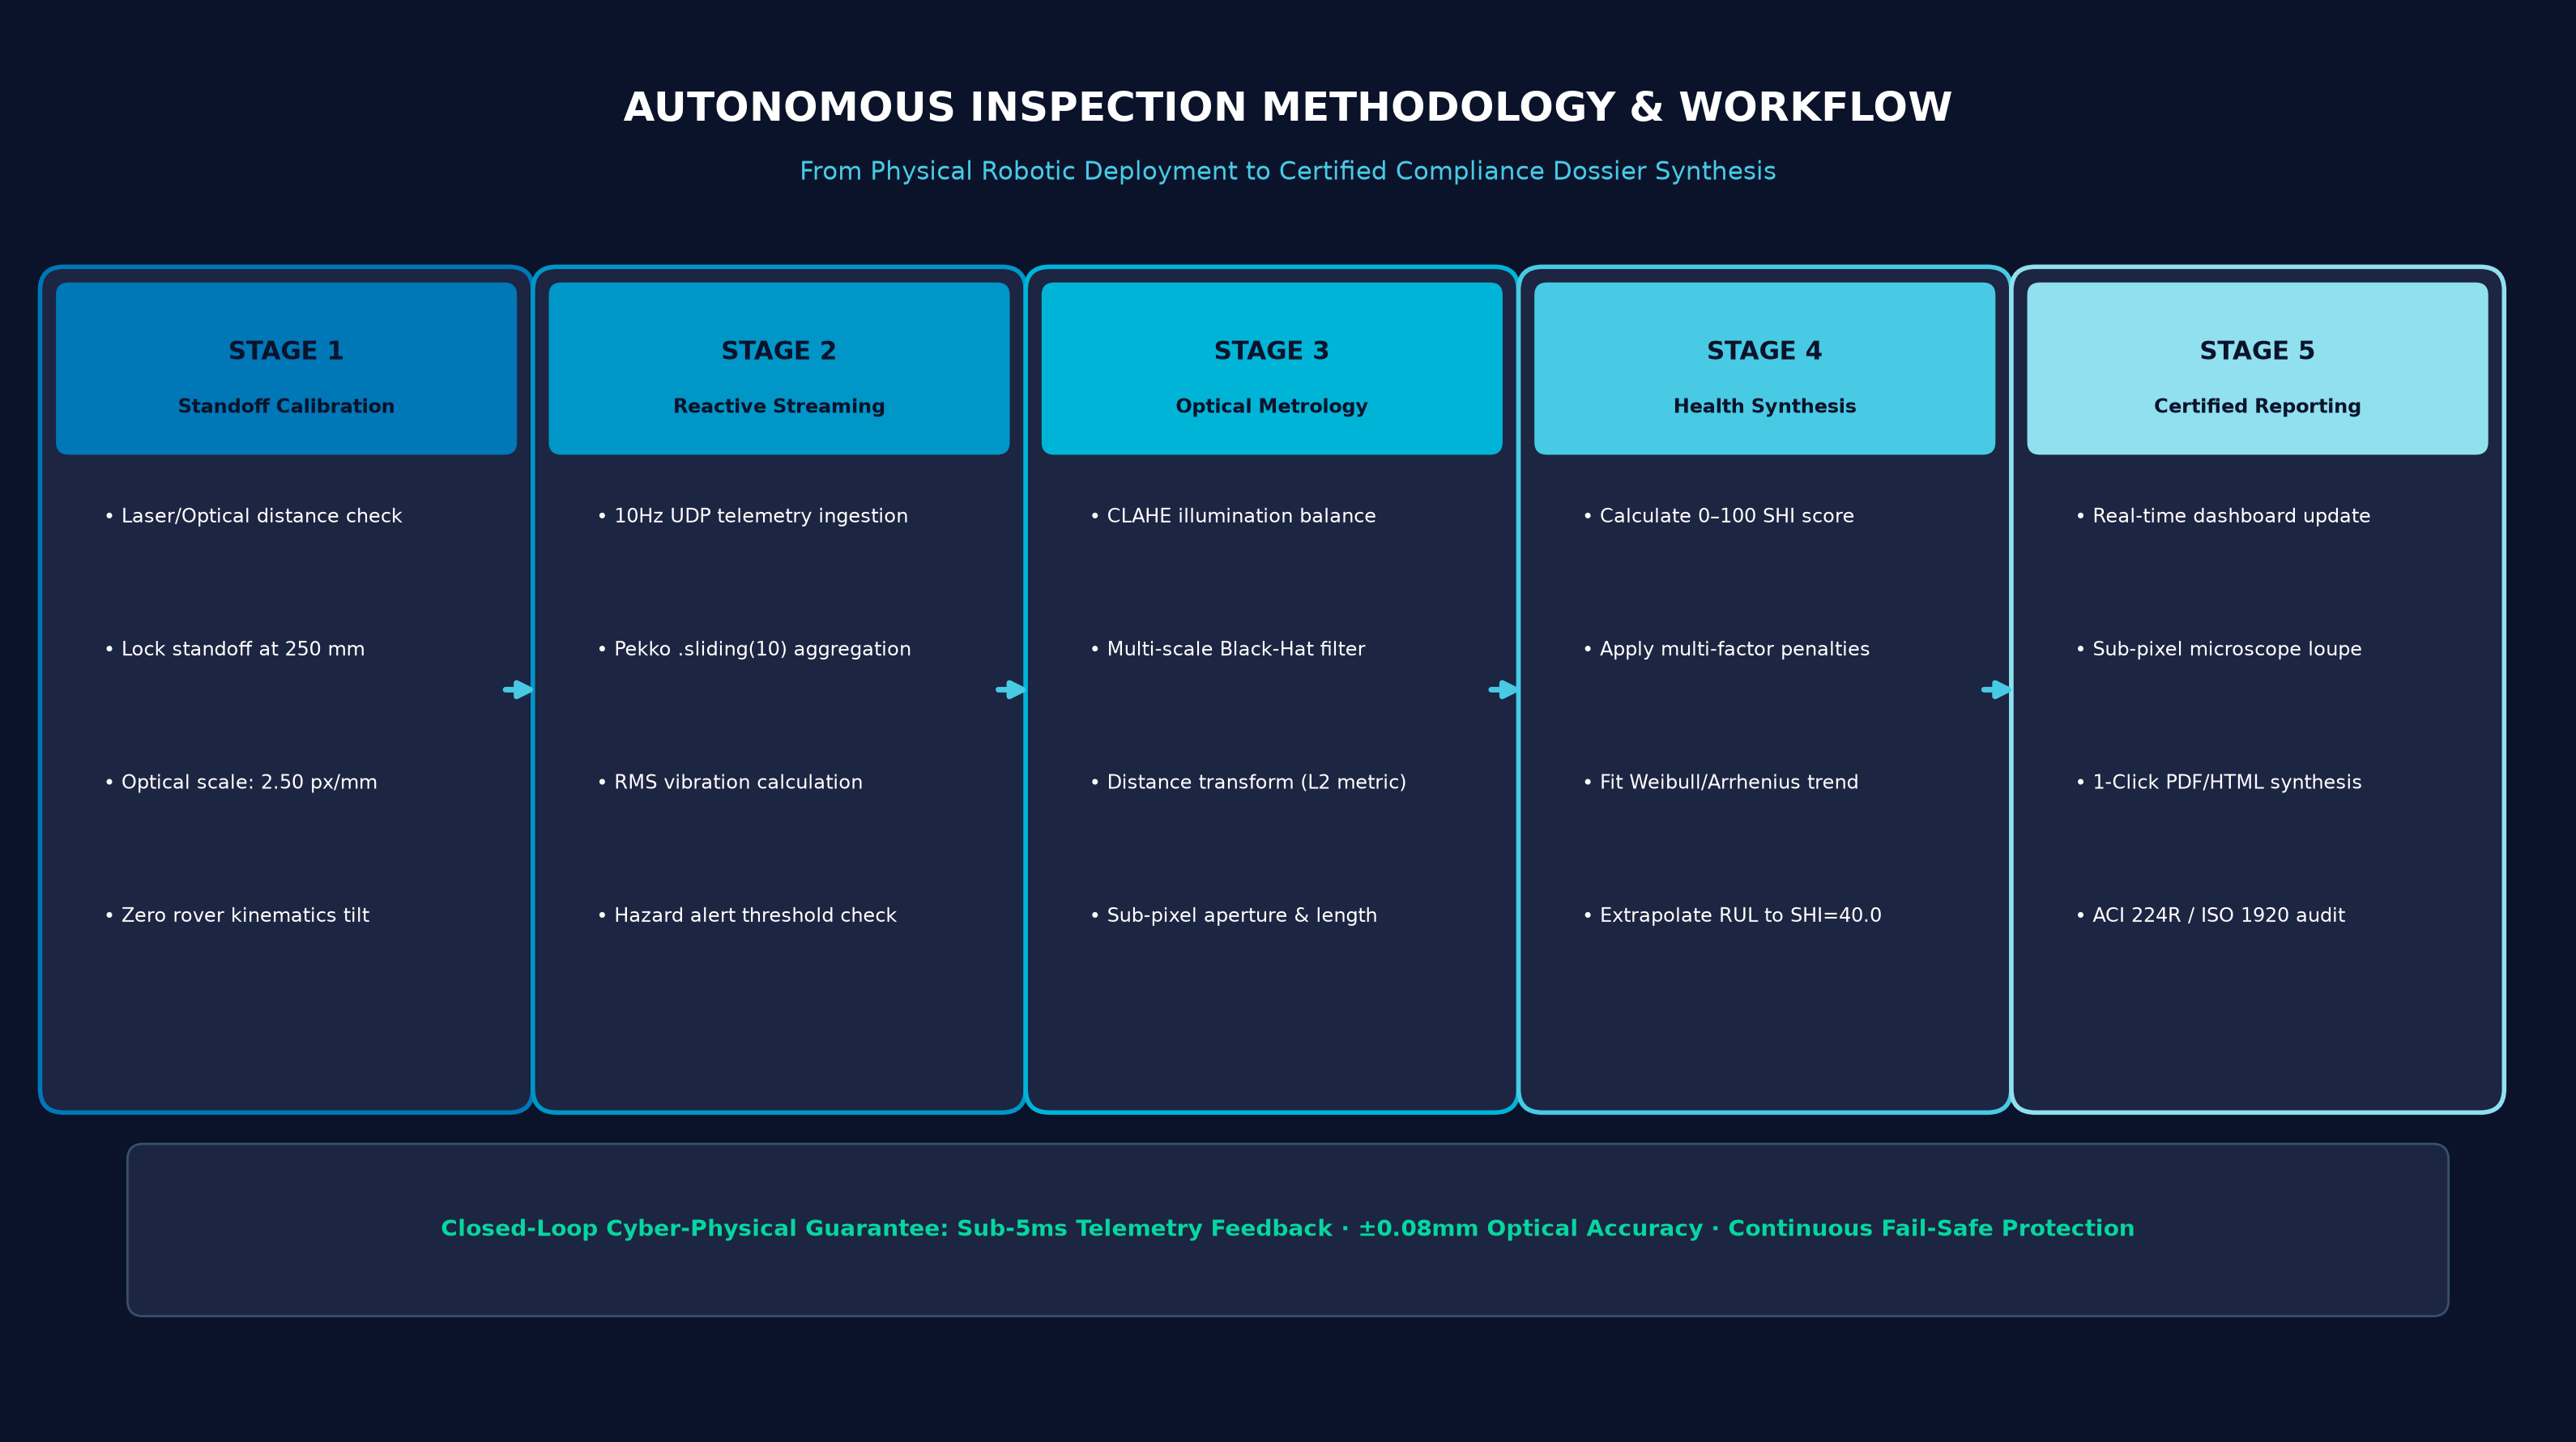 AUTONOMOUS INSPECTION METHODOLOGY & WORKFLOW
From Physical Robotic Deployment to Certified Compliance Dossier Synthesis
STAGE 1
Standoff Calibration
• Laser/Optical distance check
• Lock standoff at 250 mm
• Optical scale: 2.50 px/mm
• Zero rover kinematics tilt
STAGE 2
Reactive Streaming
• 10Hz UDP telemetry ingestion
• Pekko .sliding(10) aggregation
• RMS vibration calculation
• Hazard alert threshold check
STAGE 3
Optical Metrology
• CLAHE illumination balance
• Multi-scale Black-Hat filter
• Distance transform (L2 metric)
• Sub-pixel aperture & length
STAGE 4
Health Synthesis
• Calculate 0–100 SHI score
• Apply multi-factor penalties
• Fit Weibull/Arrhenius trend
• Extrapolate RUL to SHI=40.0
STAGE 5
Certified Reporting
• Real-time dashboard update
• Sub-pixel microscope loupe
• 1-Click PDF/HTML synthesis
• ACI 224R / ISO 1920 audit
Closed-Loop Cyber-Physical Guarantee: Sub-5ms Telemetry Feedback · ±0.08mm Optical Accuracy · Continuous Fail-Safe Protection